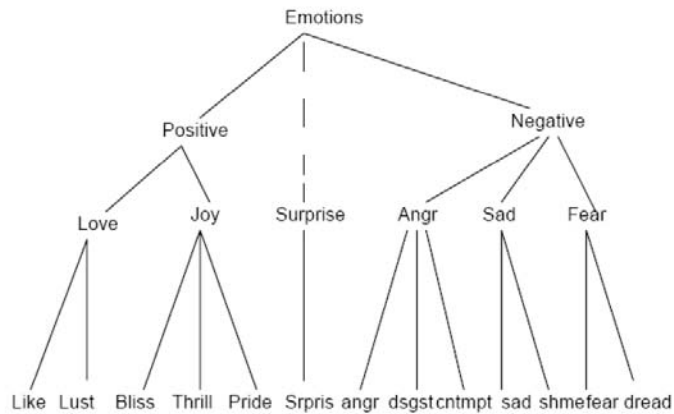 Emotions
Positive
Negative
Love Joy Surprise Angr Sad Fear
Like Lust Bliss Thrill Pride Srpris angr dsgst cntmpt sad shme fear dread